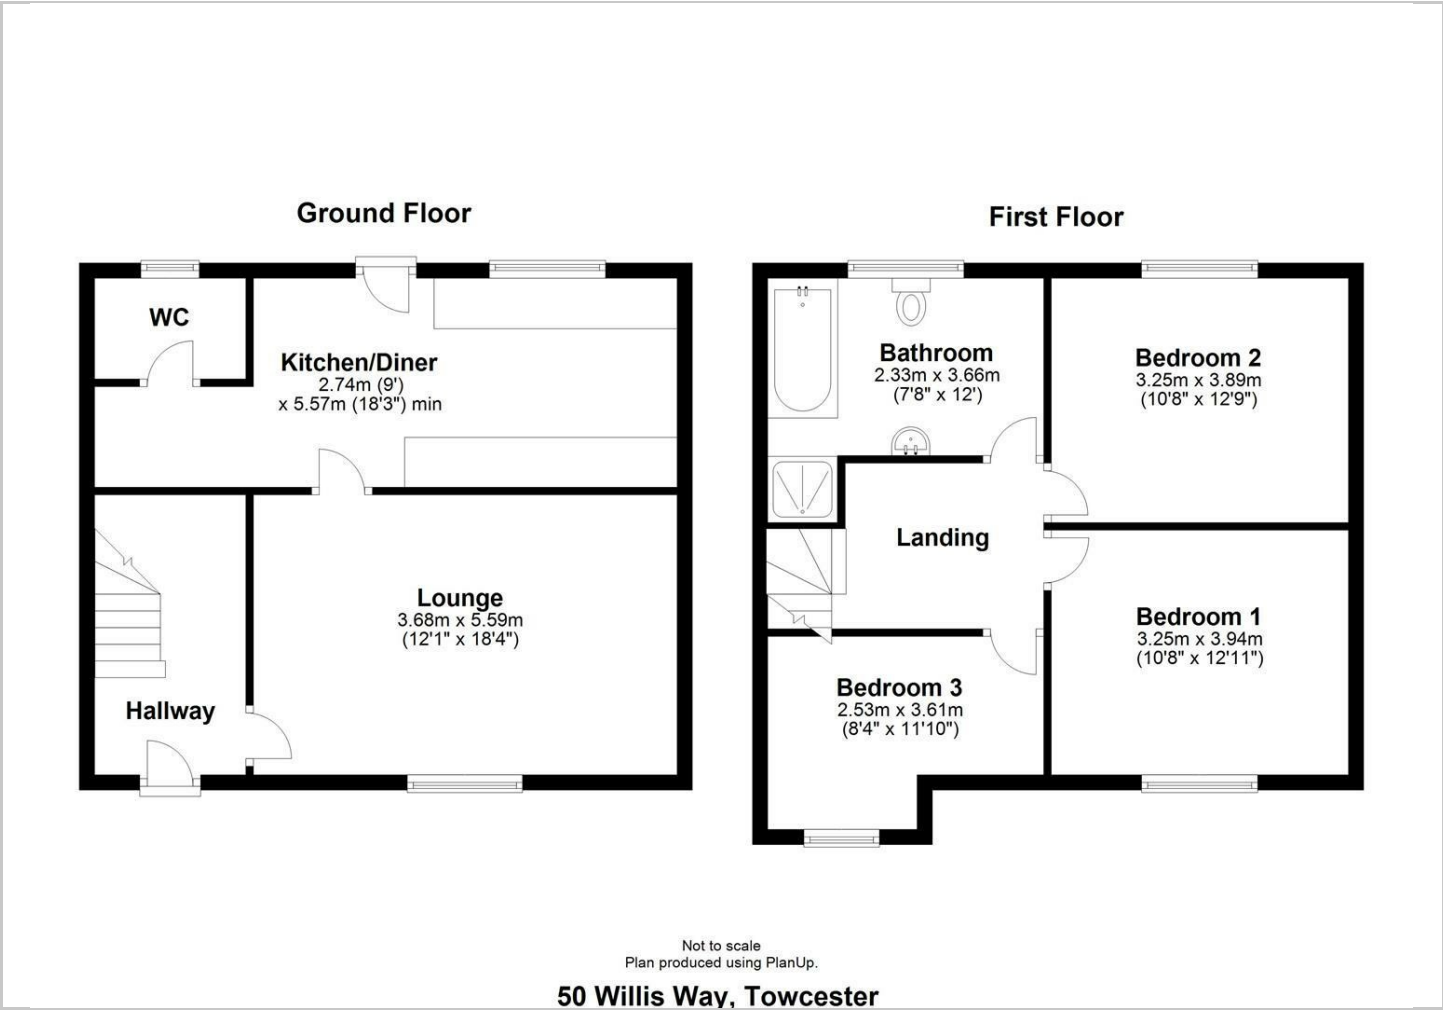 Ground Floor
WC
Kitchen/Diner
2.74m (9')
x 5.57m (18'3") min
Lounge
3.68m x 5.59m
(12'1" x 18'4")
Hallway
First Floor
Bathroom
2.33m x 3.66m
(7'8" x 12')
Bedroom 2
3.25m x 3.89m
(10'8" x 12'9")
Landing
Bedroom 1
3.25m x 3.94m
(10'8" x 12'11")
Bedroom 3
2.53m x 3.61m
(8'4" x 11'10")
Not to scale
Plan produced using PlanUp.
50 Willis Way, Towcester